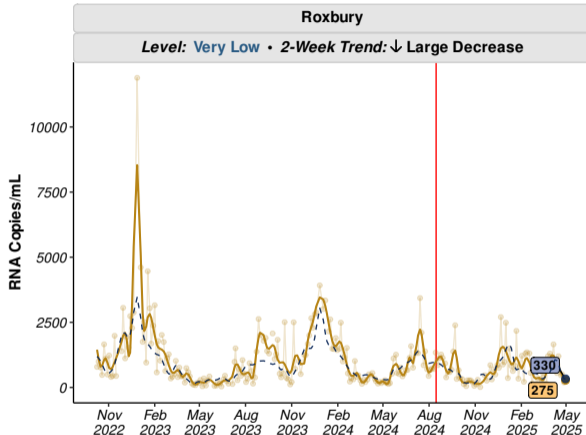 Roxbury
Level: Very Low • 2-Week Trend: ↓ Large Decrease
RNA Copies/mL
10000
7500
5000
2500
0
330
275
Nov Feb May Aug Nov Feb May Aug Nov Feb May
2022 2023 2023 2023 2023 2024 2024 2024 2024 2025 2025